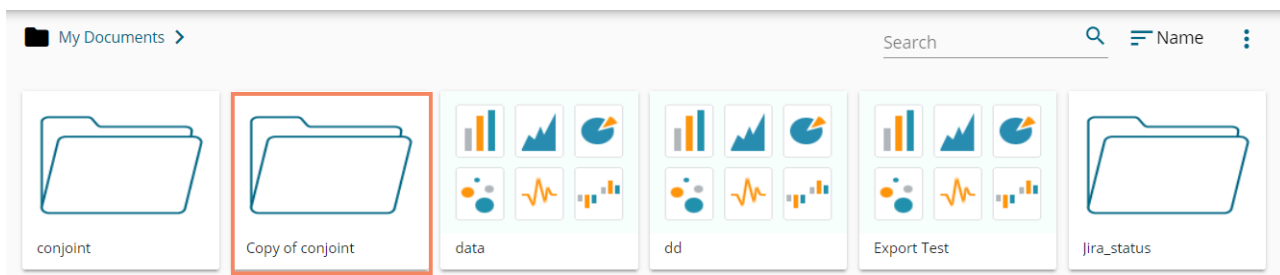 My Documents
Search
Name
conjoint
Copy of conjoint
data
dd
Export Test
Jira_status